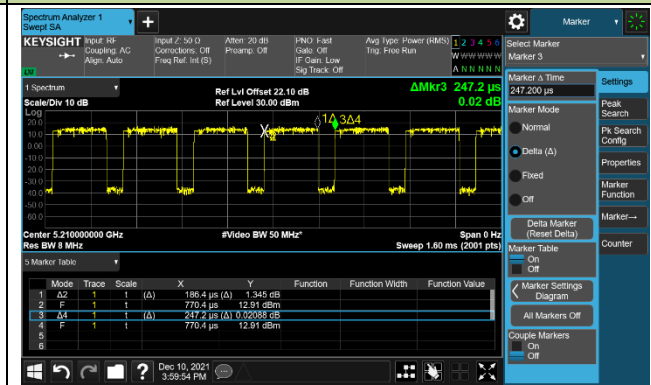 Spectrum Analyzer 1
Swept SA
Marker
KEYSIGHT Input: RF Input Z: 50 Ω Atten: 20 dB PNO: Fast Avg Type: Power (RMS) 1 2 3 4 5 6
Coupling: AC Corrections: Off Preamp: Off Gate: Off Trig: Free Run W W W W W W
Align: Auto Freq Ref: Int (S) IF Gain: Low
Sig Track: Off A N N N N N
Select Marker
Marker 3
1 Spectrum
Scale/Div 10 dB
Ref Lvl Offset 22.10 dB
Ref Level 30.00 dBm
ΔMkr3 247.2 µs
0.02 dB
Log
20.0
10.0
0.00
-10.0
-20.0
-30.0
-40.0
-50.0
-60.0
1Δ 3Δ4
Center 5.210000000 GHz #Video BW 50 MHz* Span 0 Hz
Res BW 8 MHz Sweep 1.60 ms (2001 pts)
5 Marker Table
Mode Trace Scale X Y Function Function Width Function Value
1 Δ2 1 t (Δ) 186.4 µs (Δ) 1.345 dB
2 F 1 t 770.4 µs 12.91 dBm
3 Δ4 1 t (Δ) 247.2 µs (Δ) 0.02088 dB
4 F 1 t 770.4 µs 12.91 dBm
5
6
Marker Δ Time
247.200 µs
Marker Mode
Normal
Delta (Δ)
Fixed
Off
Delta Marker
(Reset Delta)
Marker Table
On
Off
Marker Settings
Diagram
All Markers Off
Couple Markers
On
Off
Settings
Peak
Search
Pk Search
Config
Properties
Marker
Function
Marker→
Counter
Dec 10, 2021
3:59:54 PM